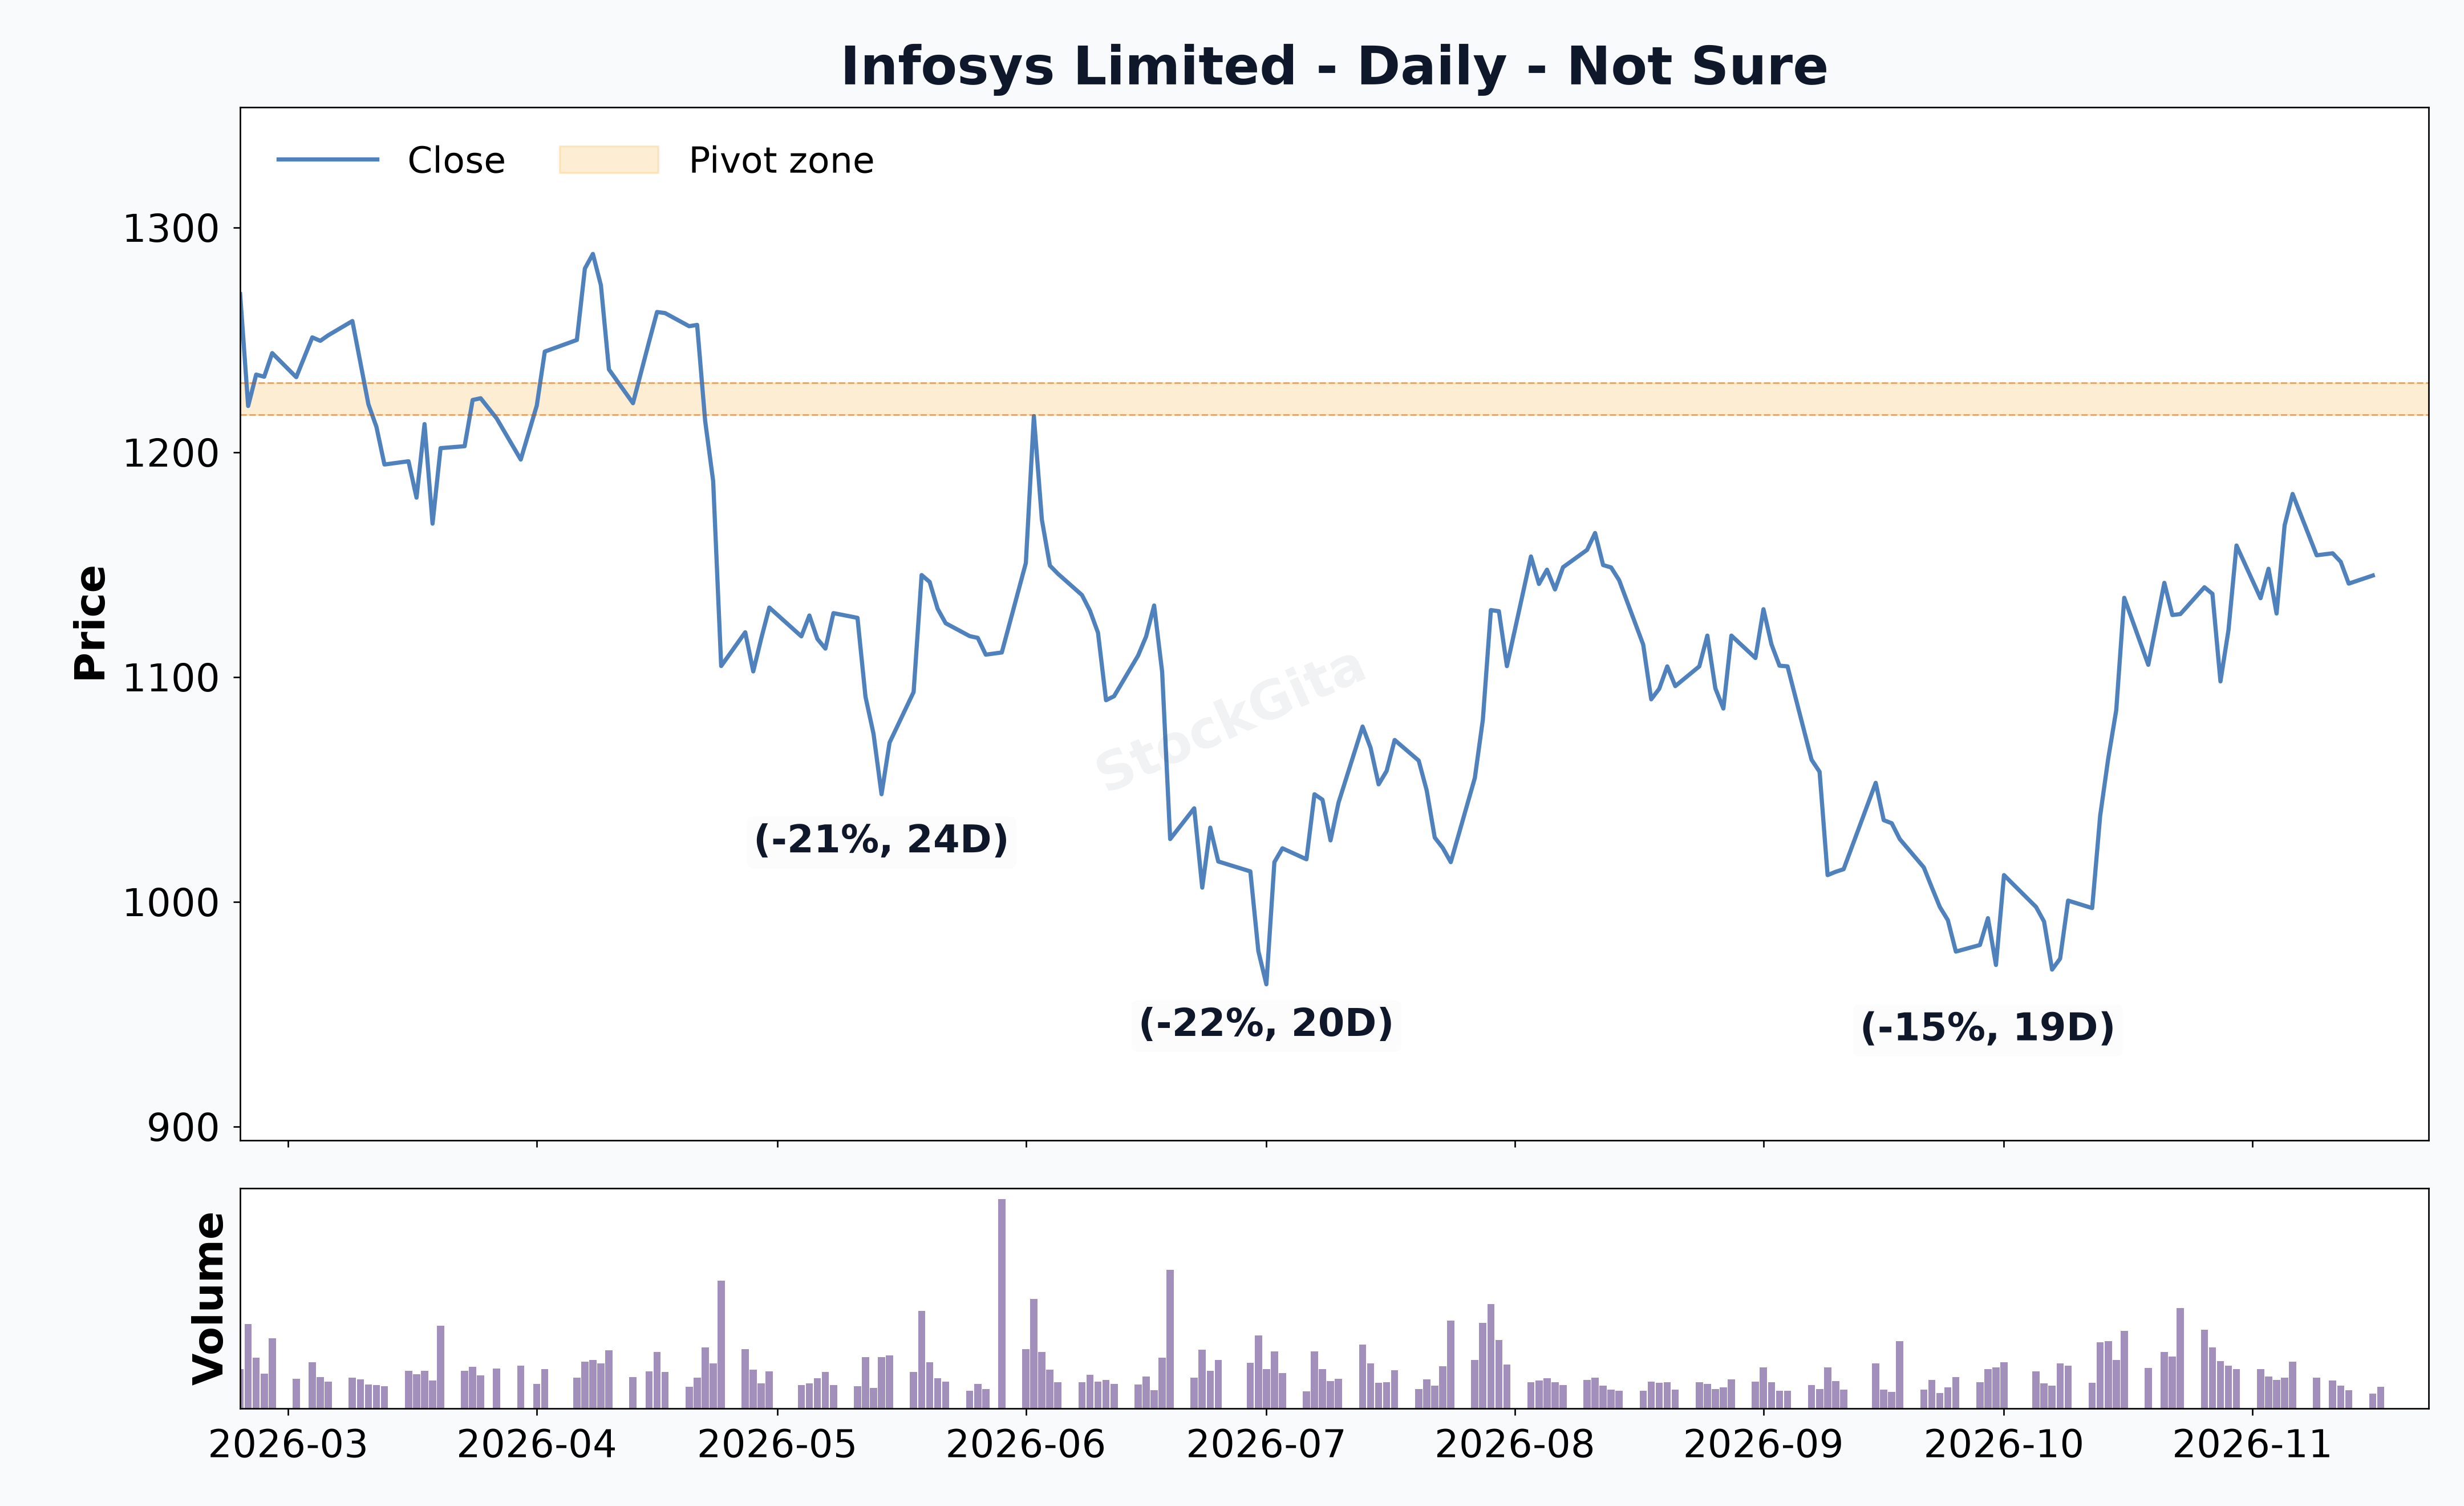 Infosys Limited - Daily - Not Sure
Close
Pivot zone
Price
1300
1200
1100
1000
900
StockGita
(-21%, 24D)
(-22%, 20D)
(-15%, 19D)
Volume
2026-03
2026-04
2026-05
2026-06
2026-07
2026-08
2026-09
2026-10
2026-11